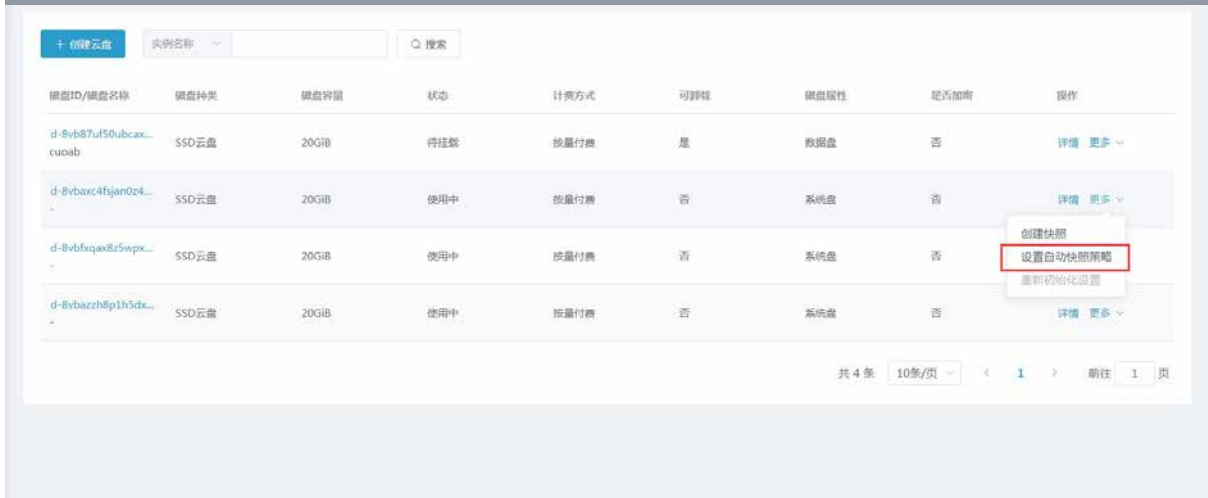 + 创建云盘 实例名称 搜索
磁盘ID/磁盘名称 磁盘种类 磁盘容量 状态 计费方式 可卸载 磁盘属性 是否加密 操作
d-8vb87uf50ubcax...
cuoab
SSD云盘 20GiB 待挂载 按量付费 是 数据盘 否 详情 更多
d-8vbaxc4fsjan0z4...
-
SSD云盘 20GiB 使用中 按量付费 否 系统盘 否 详情 更多
创建快照
设置自动快照策略
重新初始化设置
d-8vbfxqax8z5wpx...
-
SSD云盘 20GiB 使用中 按量付费 否 系统盘 否
d-8vbazzh8p1h5dx...
-
SSD云盘 20GiB 使用中 按量付费 否 系统盘 否 详情 更多
共 4 条 10条/页 < 1 > 前往 1 页